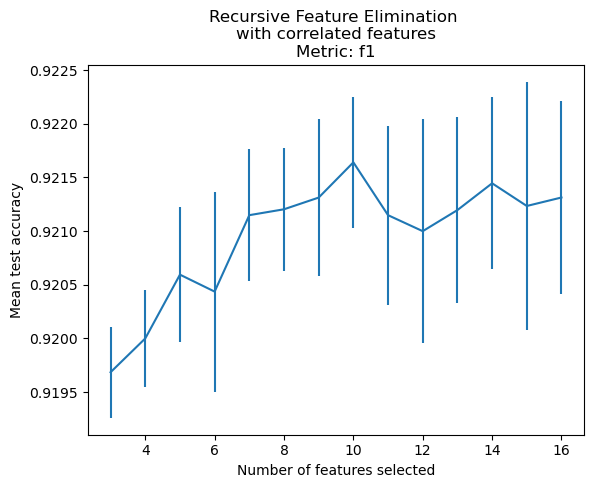 Recursive Feature Elimination
with correlated features
Metric: f1
0.9225
0.9220
0.9215
0.9210
0.9205
0.9200
0.9195
Mean test accuracy
4 6 8 10 12 14 16
Number of features selected